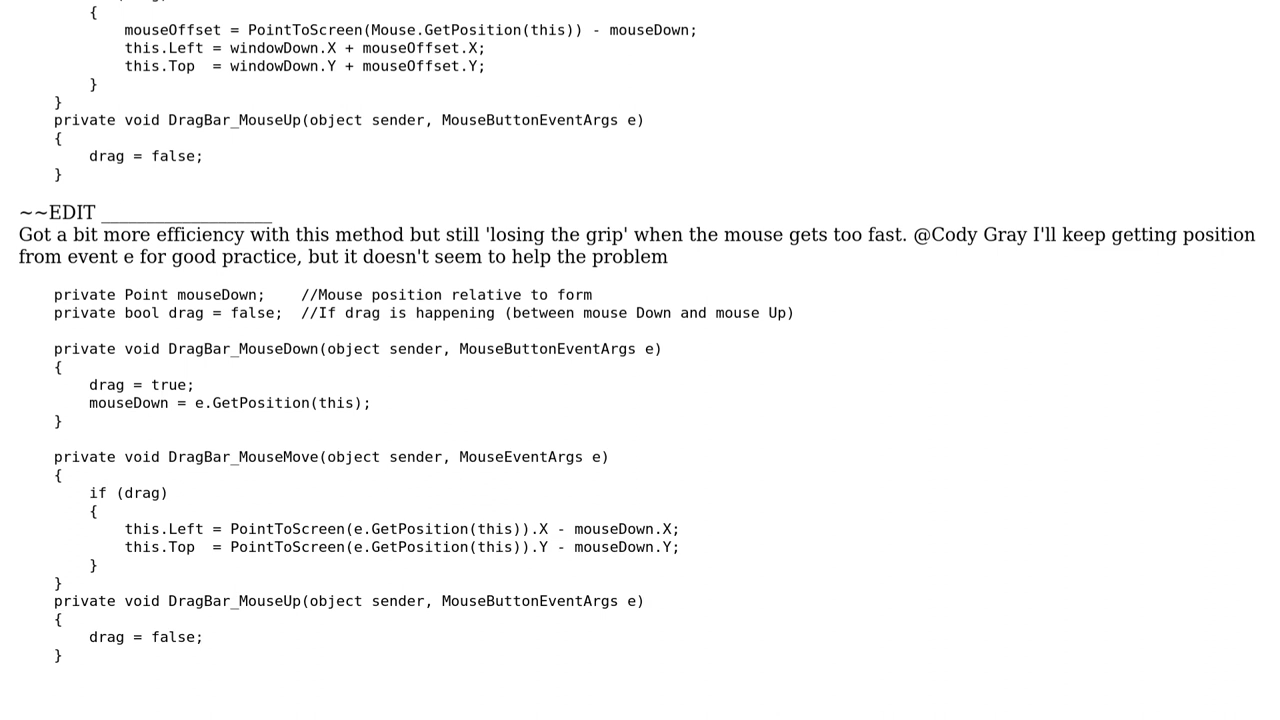 {
mouseOffset = PointToScreen(Mouse.GetPosition(this)) - mouseDown;
this.Left = windowDown.X + mouseOffset.X;
this.Top  = windowDown.Y + mouseOffset.Y;
}
}
private void DragBar_MouseUp(object sender, MouseButtonEventArgs e)
{
drag = false;
}
~~EDIT ___________________
Got a bit more efficiency with this method but still 'losing the grip' when the mouse gets too fast. @Cody Gray I'll keep getting position
from event e for good practice, but it doesn't seem to help the problem
private Point mouseDown;    //Mouse position relative to form
private bool drag = false;  //If drag is happening (between mouse Down and mouse Up)
private void DragBar_MouseDown(object sender, MouseButtonEventArgs e)
{
drag = true;
mouseDown = e.GetPosition(this);
}
private void DragBar_MouseMove(object sender, MouseEventArgs e)
{
if (drag)
{
this.Left = PointToScreen(e.GetPosition(this)).X - mouseDown.X;
this.Top  = PointToScreen(e.GetPosition(this)).Y - mouseDown.Y;
}
}
private void DragBar_MouseUp(object sender, MouseButtonEventArgs e)
{
drag = false;
}